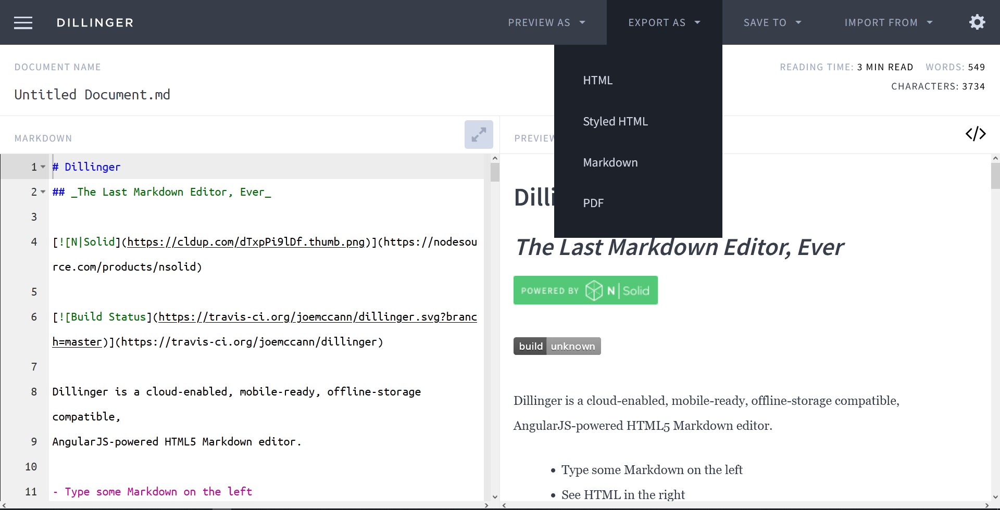 DILLINGER
PREVIEW AS
EXPORT AS
SAVE TO
IMPORT FROM
DOCUMENT NAME
Untitled Document.md
READING TIME: 3 MIN READ WORDS: 549
CHARACTERS: 3734
HTML
Styled HTML
Markdown
PDF
MARKDOWN
1 # Dillinger
2 ## _The Last Markdown Editor, Ever_
3
4 [![N|Solid](https://cldup.com/dTxpPi9lDf.thumb.png)](https://nodesou
rce.com/products/nsolid)
5
6 [![Build Status](https://travis-ci.org/joemccann/dillinger.svg?branc
h=master)](https://travis-ci.org/joemccann/dillinger)
7
8 Dillinger is a cloud-enabled, mobile-ready, offline-storage
compatible,
9 AngularJS-powered HTML5 Markdown editor.
10
11 - Type some Markdown on the left
PREVIEW
Dilli
The Last Markdown Editor, Ever
POWERED BY N|Solid
build unknown
Dillinger is a cloud-enabled, mobile-ready, offline-storage compatible,
AngularJS-powered HTML5 Markdown editor.
• Type some Markdown on the left
• See HTML in the right